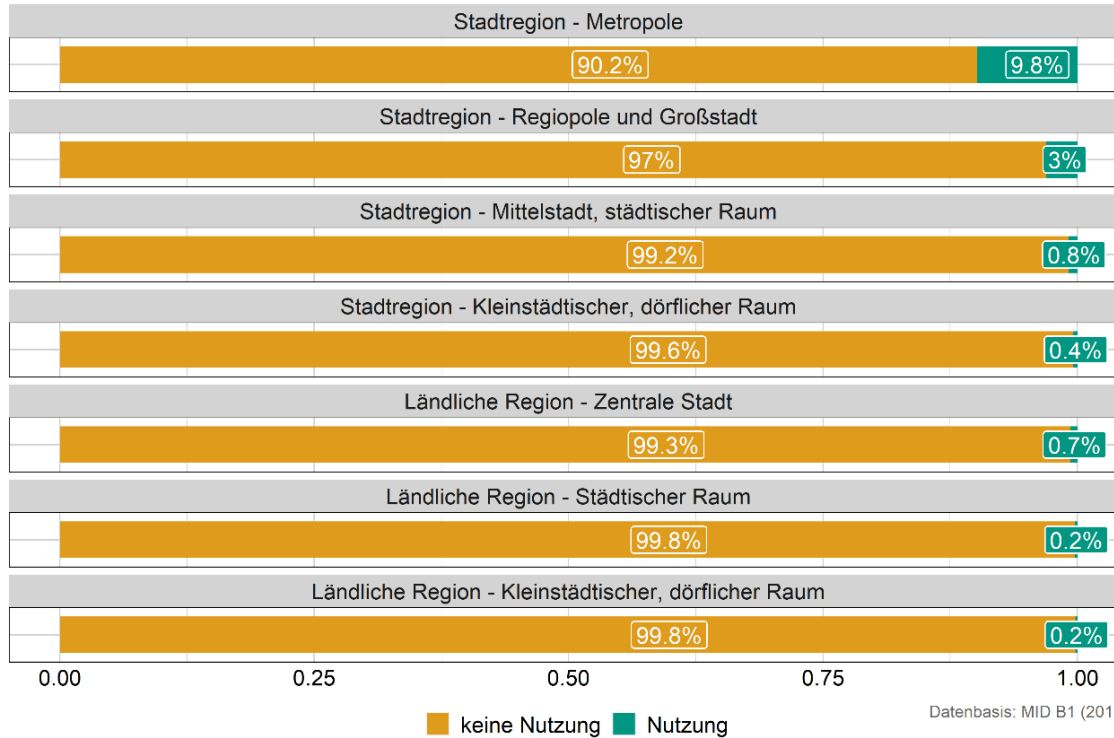 Stadtregion - Metropole
90.2% 9.8%
Stadtregion - Regiopole und Großstadt
97% 3%
Stadtregion - Mittelstadt, städtischer Raum
99.2% 0.8%
Stadtregion - Kleinstädtischer, dörflicher Raum
99.6% 0.4%
Ländliche Region - Zentrale Stadt
99.3% 0.7%
Ländliche Region - Städtischer Raum
99.8% 0.2%
Ländliche Region - Kleinstädtischer, dörflicher Raum
99.8% 0.2%
0.00 0.25 0.50 0.75 1.00
keine Nutzung Nutzung
Datenbasis: MID B1 (201